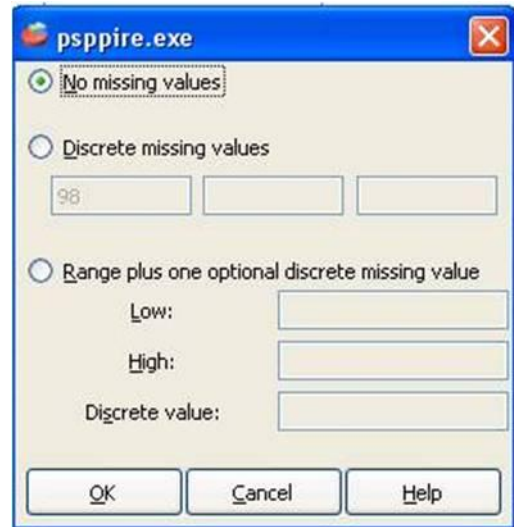 psppire.exe
No missing values
Discrete missing values
98
Range plus one optional discrete missing value
Low:
High:
Discrete value:
OK Cancel Help